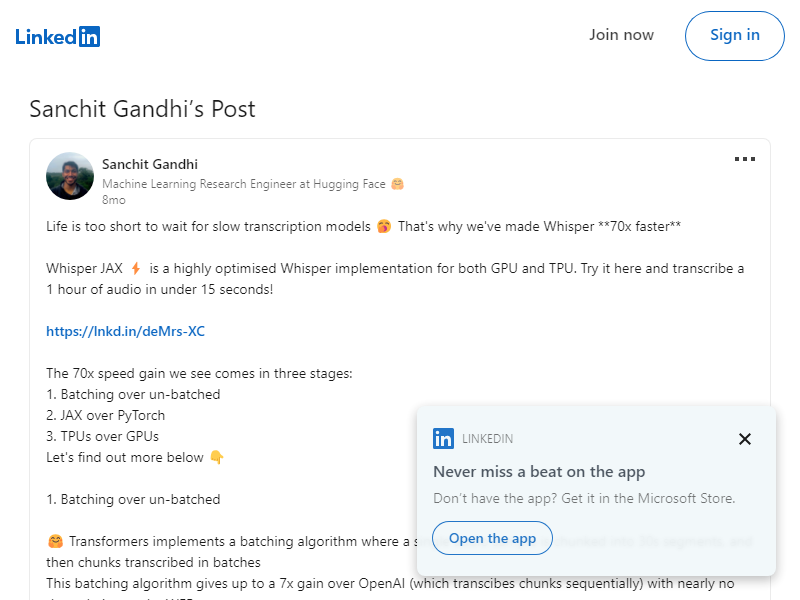 LinkedIn
Join now
Sign in
Sanchit Gandhi’s Post
Sanchit Gandhi
Machine Learning Research Engineer at Hugging Face 🤗
8mo
Life is too short to wait for slow transcription models 🥱 That's why we've made Whisper **70x faster**
Whisper JAX ⚡ is a highly optimised Whisper implementation for both GPU and TPU. Try it here and transcribe a
1 hour of audio in under 15 seconds!
https://lnkd.in/deMrs-XC
The 70x speed gain we see comes in three stages:
1. Batching over un-batched
2. JAX over PyTorch
3. TPUs over GPUs
Let's find out more below 👇
1. Batching over un-batched
🤗 Transformers implements a batching algorithm where a
then chunks transcribed in batches
This batching algorithm gives up to a 7x gain over OpenAI (which transcibes chunks sequentially) with nearly no
LINKEDIN
Never miss a beat on the app
Don’t have the app? Get it in the Microsoft Store.
Open the app